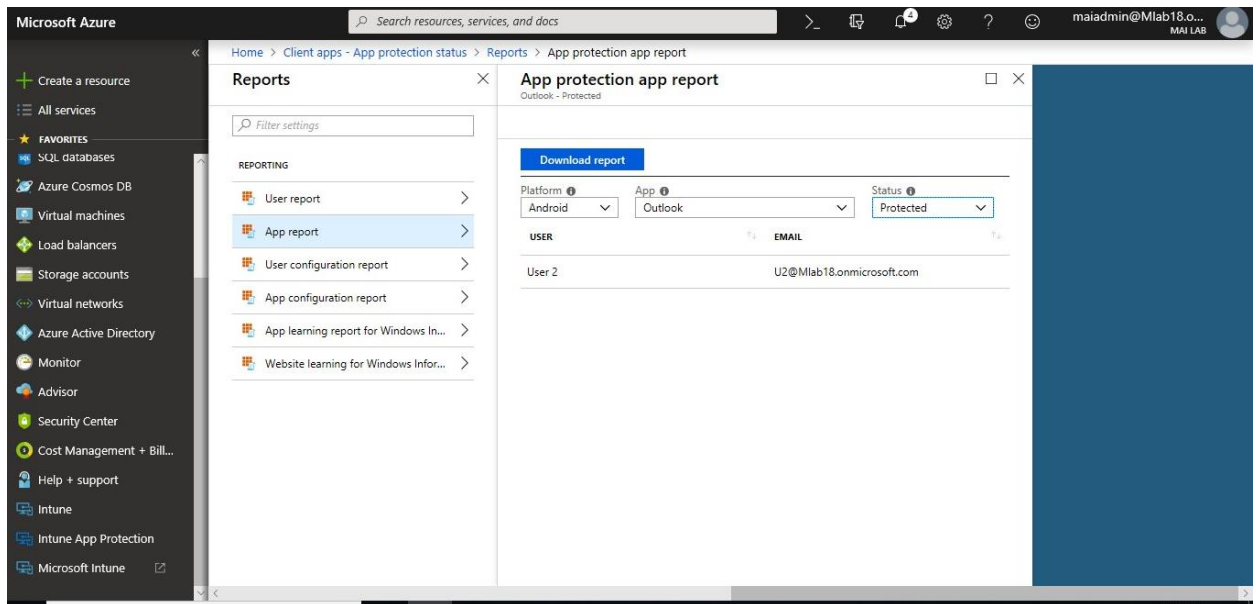 Microsoft Azure
Search resources, services, and docs
4
maiadmin@Mlab18.o...
MAI LAB
Home > Client apps - App protection status > Reports > App protection app report
Create a resource
All services
FAVORITES
SQL databases
Azure Cosmos DB
Virtual machines
Load balancers
Storage accounts
Virtual networks
Azure Active Directory
Monitor
Advisor
Security Center
Cost Management + Bill...
Help + support
Intune
Intune App Protection
Microsoft Intune
Reports
Filter settings
REPORTING
User report
App report
User configuration report
App configuration report
App learning report for Windows In...
Website learning for Windows Infor...
App protection app report
Outlook - Protected
Download report
Platform App Status
Android Outlook Protected
USER EMAIL
User 2 U2@Mlab18.onmicrosoft.com